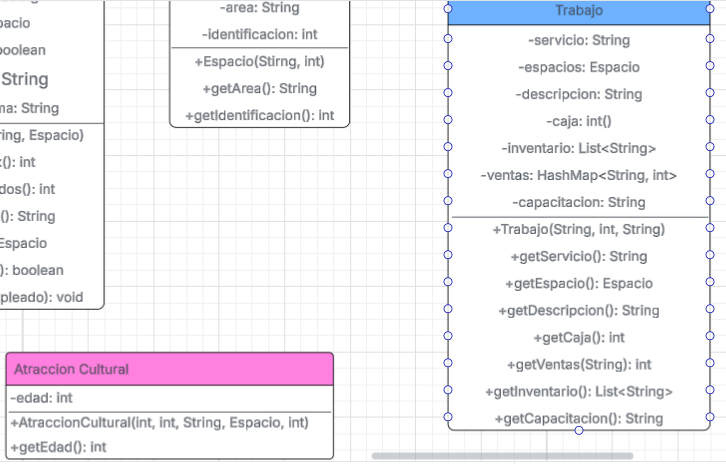 pacio
boolean
String
ma: String
ring, Espacio)
(): int
dos(): int
(): String
Espacio
): boolean
pleado): void
-area: String
-identificacion: int
+Espacio(Stirng, int)
+getArea(): String
+getIdentificacion(): int
Trabajo
-servicio: String
-espacios: Espacio
-descripcion: String
-caja: int()
-inventario: List<String>
-ventas: HashMap<String, int>
-capacitacion: String
+Trabajo(String, int, String)
+getServicio(): String
+getEspacio(): Espacio
+getDescripcion(): String
+getCaja(): int
+getVentas(String): int
+getInventario(): List<String>
+getCapacitacion(): String
Atraccion Cultural
-edad: int
+AtraccionCultural(int, int, String, Espacio, int)
+getEdad(): int